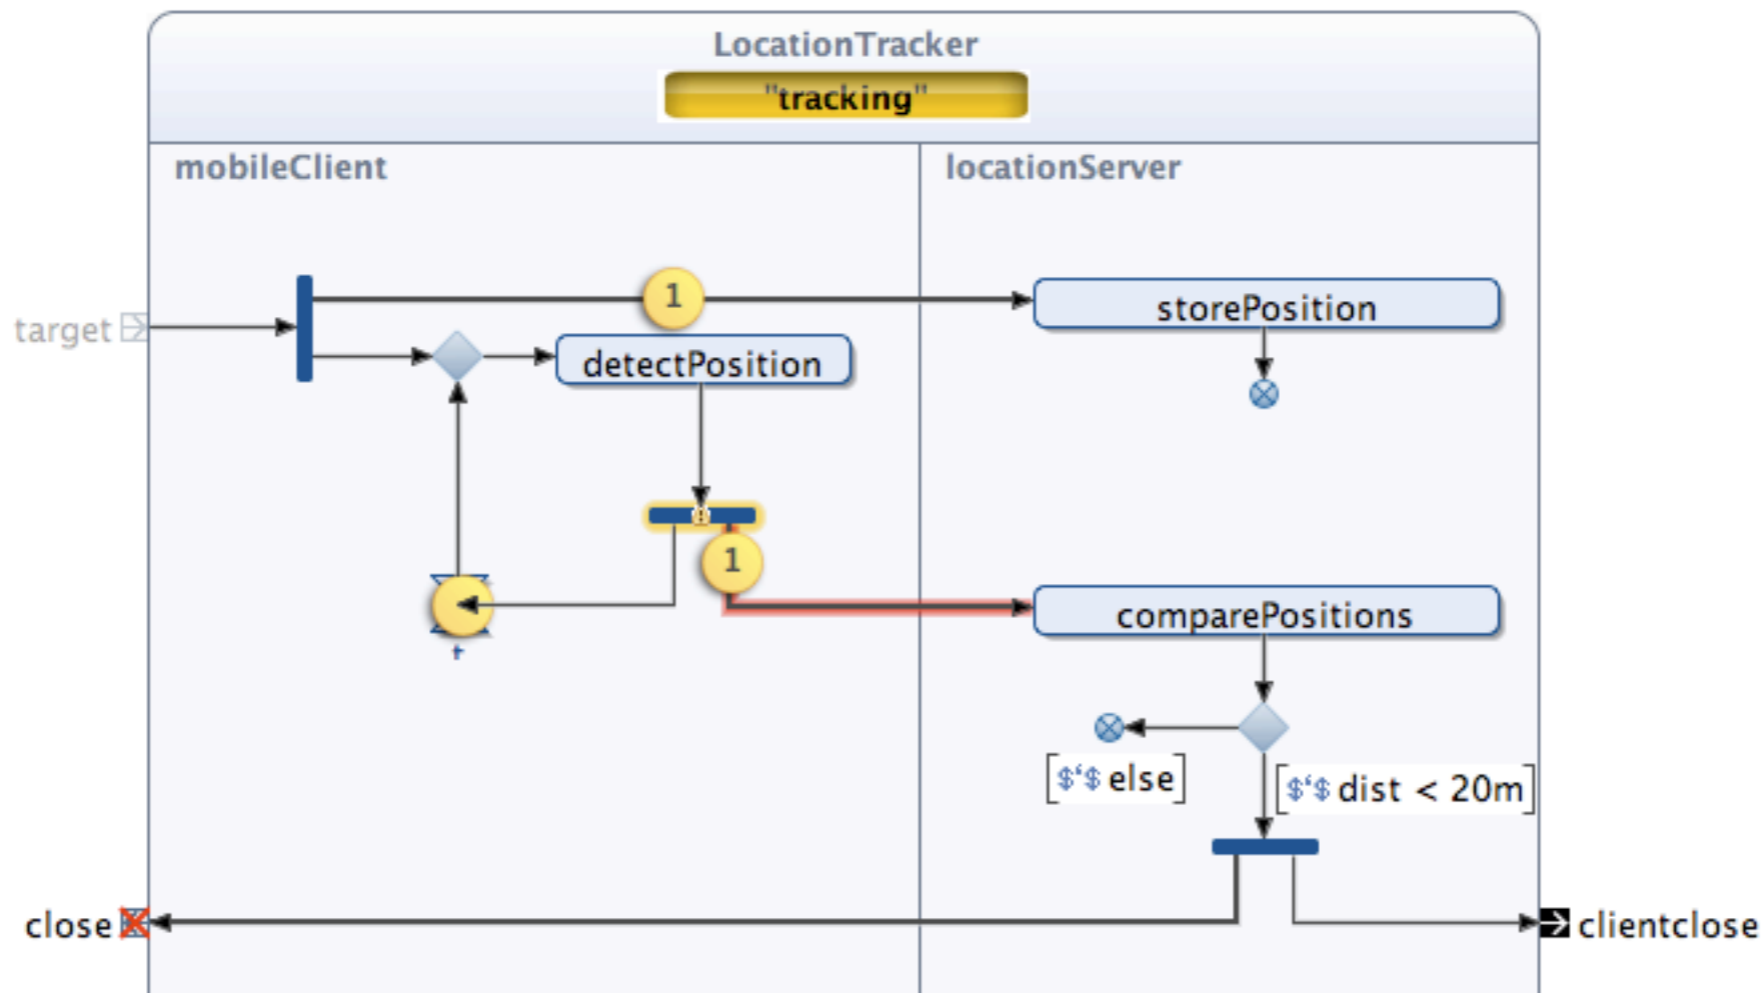 LocationTracker
"tracking"
mobileClient
locationServer
target
1
storePosition
detectPosition
1
comparePositions
[$‘$ else]
[$‘$ dist < 20m]
close
clientclose